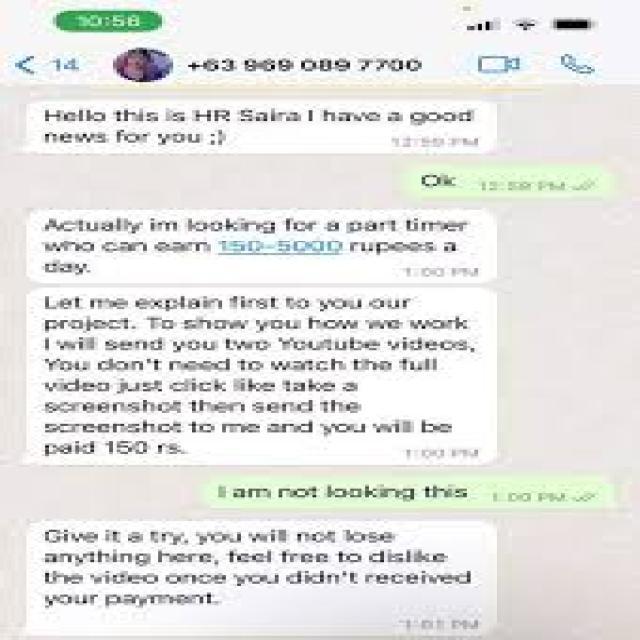 10:56
14
+63 969 089 7700
Hello this is HR Saira I have a good
news for you ;)
12:59 PM
Ok
12:59 PM
Actually im looking for a part timer
who can earn 150-5000 rupees a
day.
1:00 PM
Let me explain first to you our
project. To show you how we work
I will send you two Youtube videos,
You don't need to watch the full
video just click like take a
screenshot then send the
screenshot to me and you will be
paid 150 rs.
1:00 PM
I am not looking this
1:00 PM
Give it a try, you will not lose
anything here, feel free to dislike
the video once you didn't received
your payment.
1:01 PM